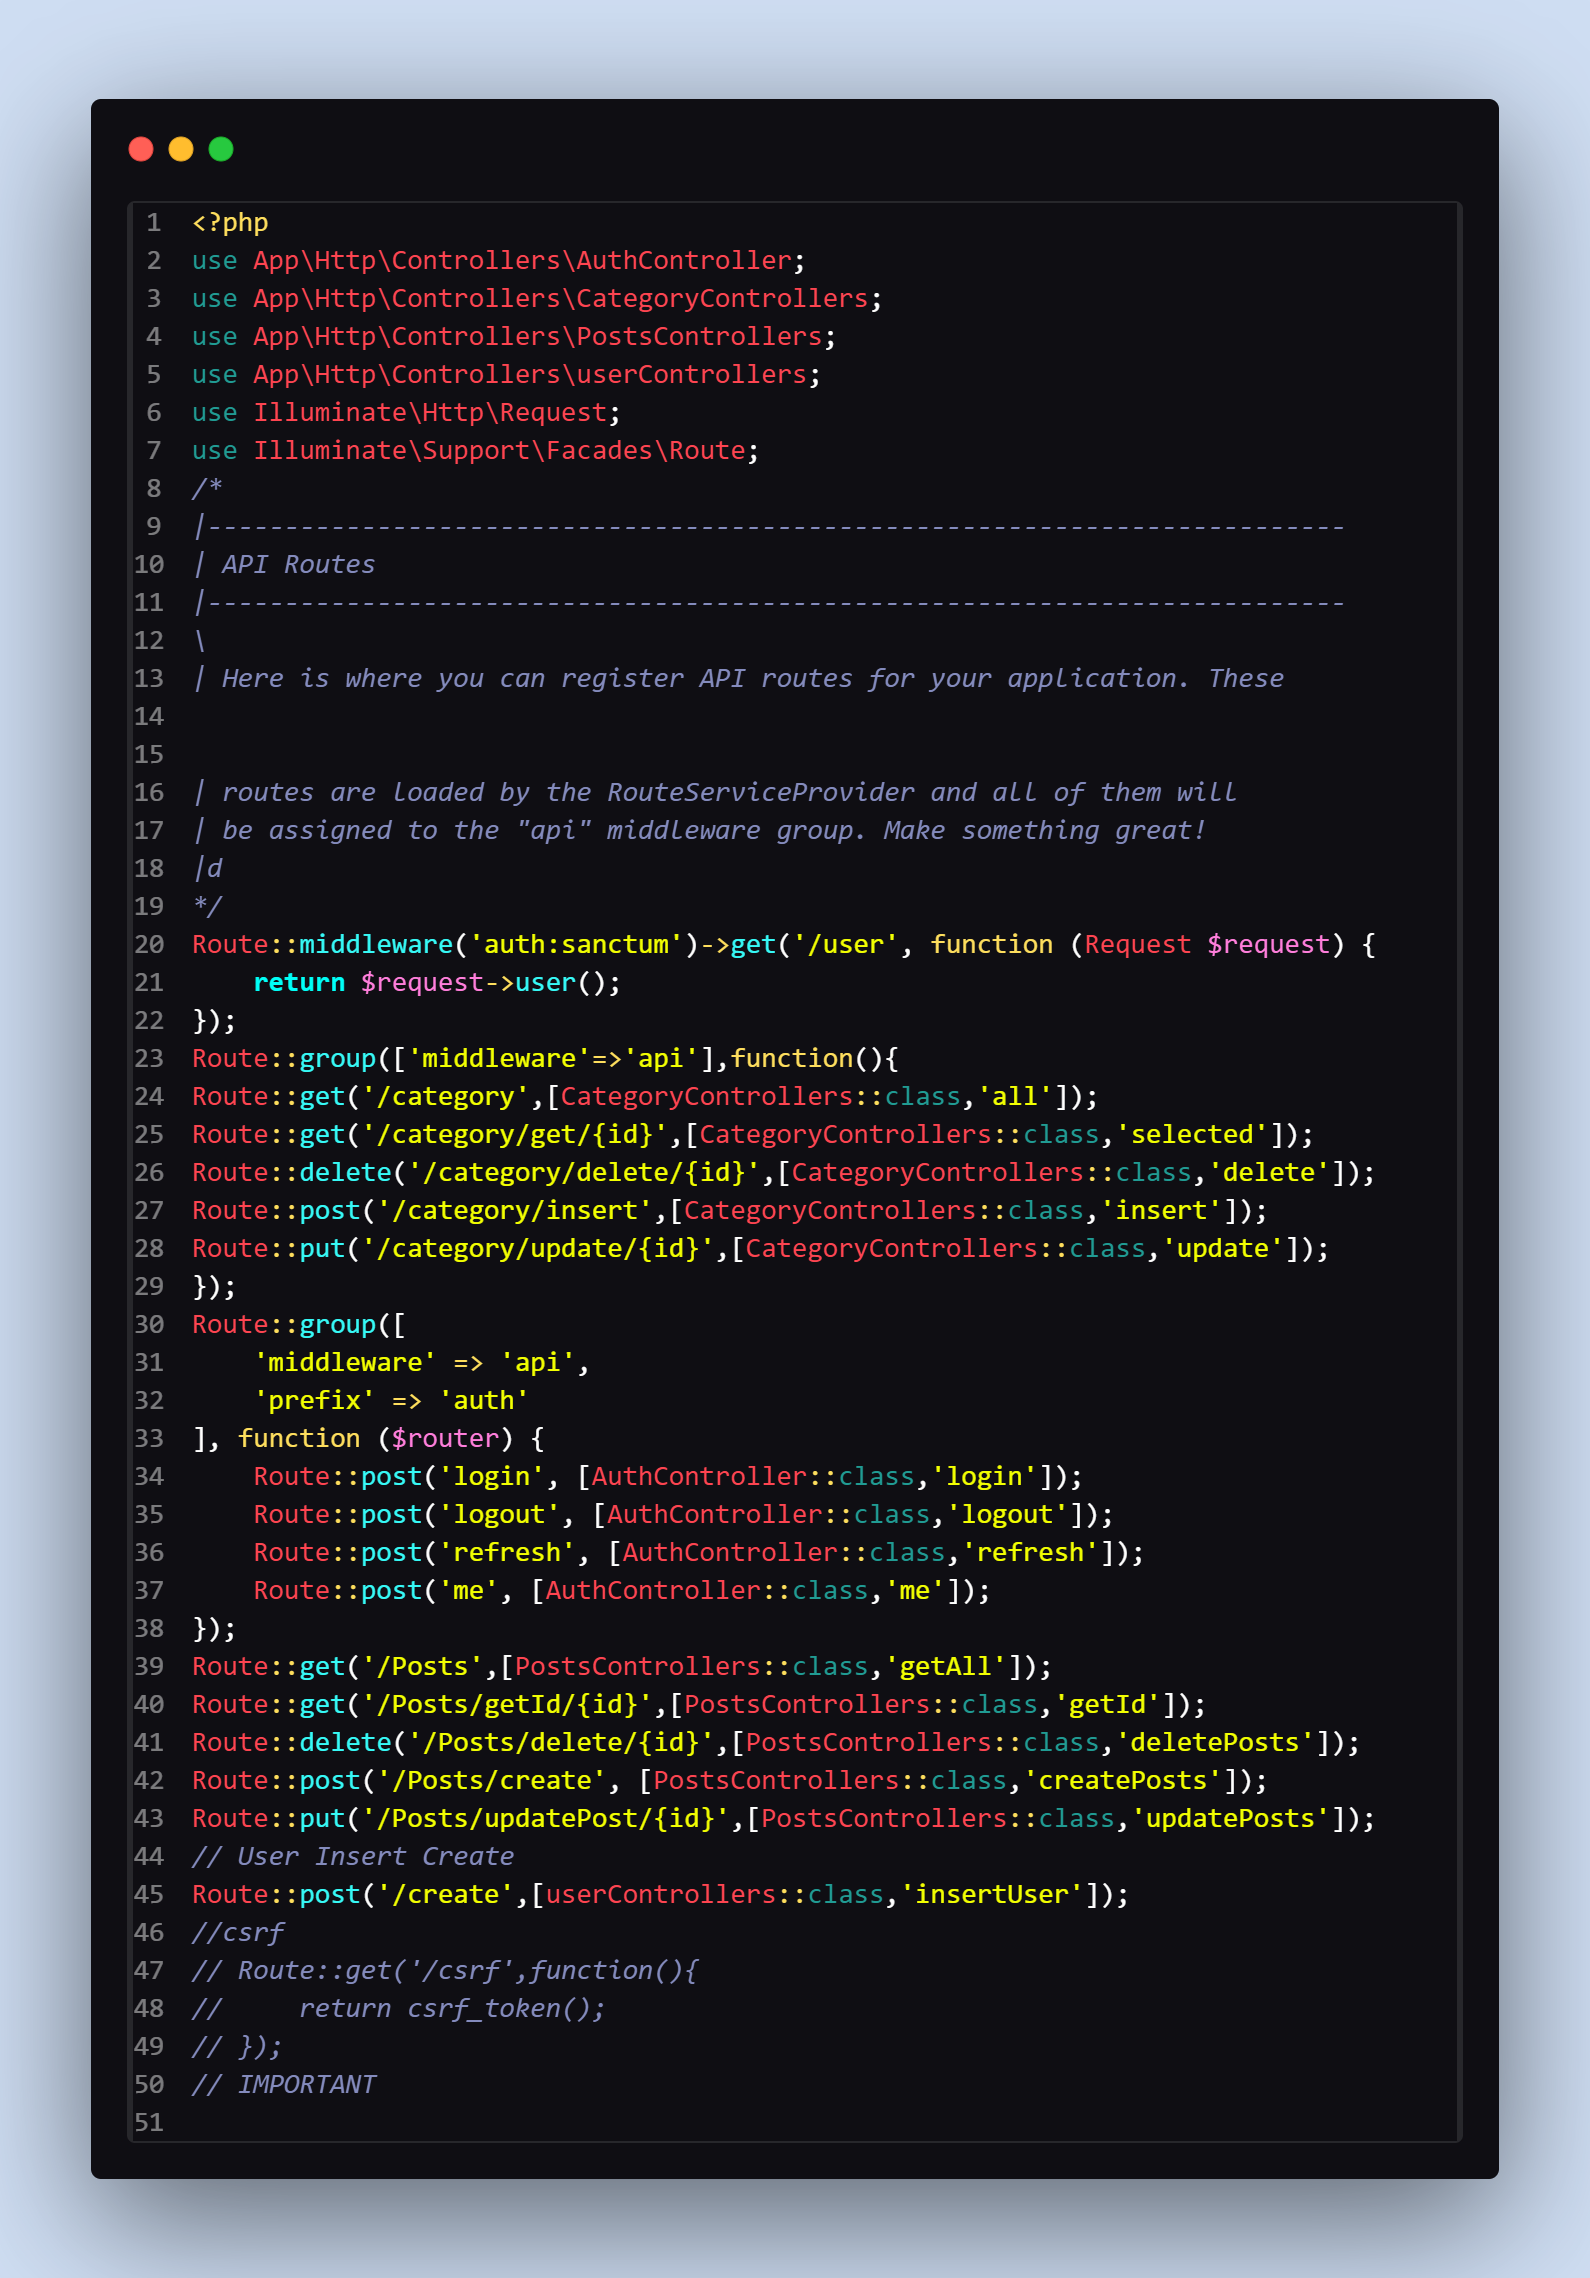 1 <?php
2 use App\Http\Controllers\AuthController;
3 use App\Http\Controllers\CategoryControllers;
4 use App\Http\Controllers\PostsControllers;
5 use App\Http\Controllers\userControllers;
6 use Illuminate\Http\Request;
7 use Illuminate\Support\Facades\Route;
8 /*
9 |--------------------------------------------------------------------------
10 | API Routes
11 |--------------------------------------------------------------------------
12 \
13 | Here is where you can register API routes for your application. These
14
15
16 | routes are loaded by the RouteServiceProvider and all of them will
17 | be assigned to the "api" middleware group. Make something great!
18 |d
19 */
20 Route::middleware('auth:sanctum')->get('/user', function (Request $request) {
21     return $request->user();
22 });
23 Route::group(['middleware'=>'api'],function(){
24 Route::get('/category',[CategoryControllers::class,'all']);
25 Route::get('/category/get/{id}',[CategoryControllers::class,'selected']);
26 Route::delete('/category/delete/{id}',[CategoryControllers::class,'delete']);
27 Route::post('/category/insert',[CategoryControllers::class,'insert']);
28 Route::put('/category/update/{id}',[CategoryControllers::class,'update']);
29 });
30 Route::group([
31     'middleware' => 'api',
32     'prefix' => 'auth'
33 ], function ($router) {
34     Route::post('login', [AuthController::class,'login']);
35     Route::post('logout', [AuthController::class,'logout']);
36     Route::post('refresh', [AuthController::class,'refresh']);
37     Route::post('me', [AuthController::class,'me']);
38 });
39 Route::get('/Posts',[PostsControllers::class,'getAll']);
40 Route::get('/Posts/getId/{id}',[PostsControllers::class,'getId']);
41 Route::delete('/Posts/delete/{id}',[PostsControllers::class,'deletePosts']);
42 Route::post('/Posts/create', [PostsControllers::class,'createPosts']);
43 Route::put('/Posts/updatePost/{id}',[PostsControllers::class,'updatePosts']);
44 // User Insert Create
45 Route::post('/create',[userControllers::class,'insertUser']);
46 //csrf
47 // Route::get('/csrf',function(){
48 //     return csrf_token();
49 // });
50 // IMPORTANT
51